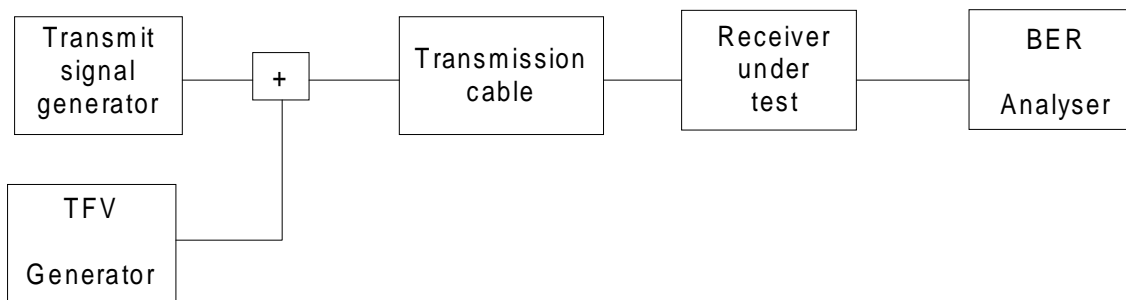 Transmit
signal
generator
+
Transmission
cable
Receiver
under
test
BER
Analyser
TFV
Generator